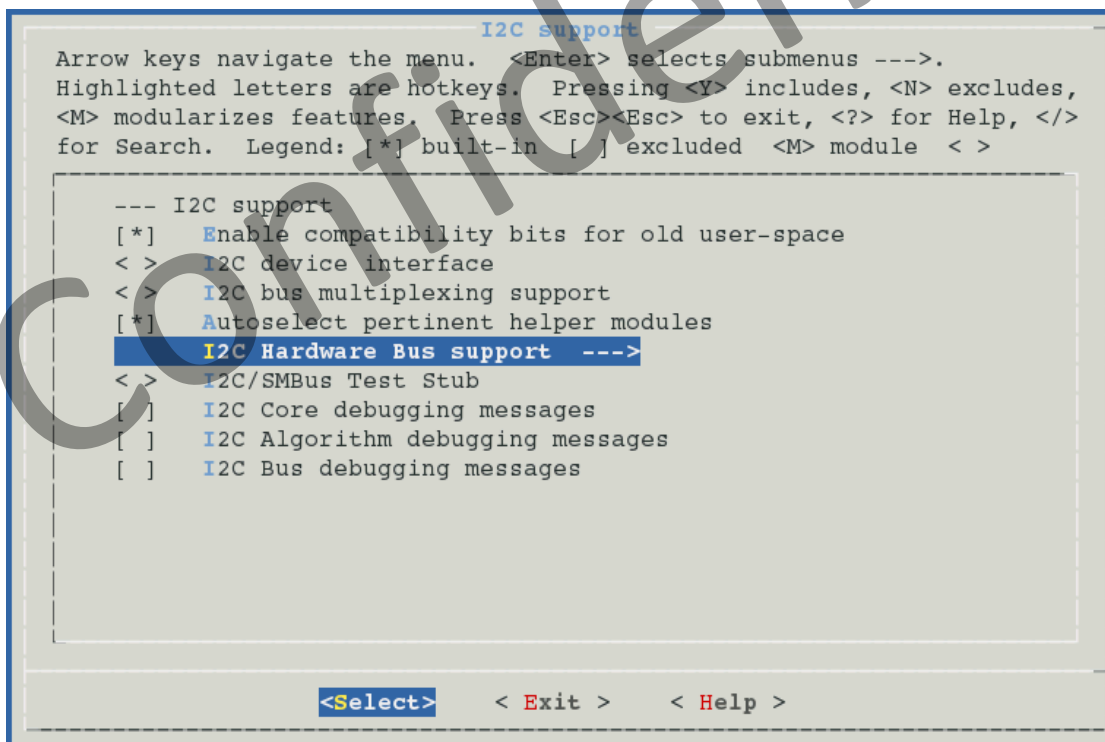 I2C support
Arrow keys navigate the menu.  <Enter> selects submenus --->.
Highlighted letters are hotkeys.  Pressing <Y> includes, <N> excludes,
<M> modularizes features.  Press <Esc><Esc> to exit, <?> for Help, </>
for Search.  Legend: [*] built-in  [ ] excluded  <M> module  < >
--- I2C support
[*]   Enable compatibility bits for old user-space
< >   I2C device interface
< >   I2C bus multiplexing support
[*]   Autoselect pertinent helper modules
I2C Hardware Bus support  --->
< >   I2C/SMBus Test Stub
[ ]   I2C Core debugging messages
[ ]   I2C Algorithm debugging messages
[ ]   I2C Bus debugging messages
<Select>    < Exit >    < Help >